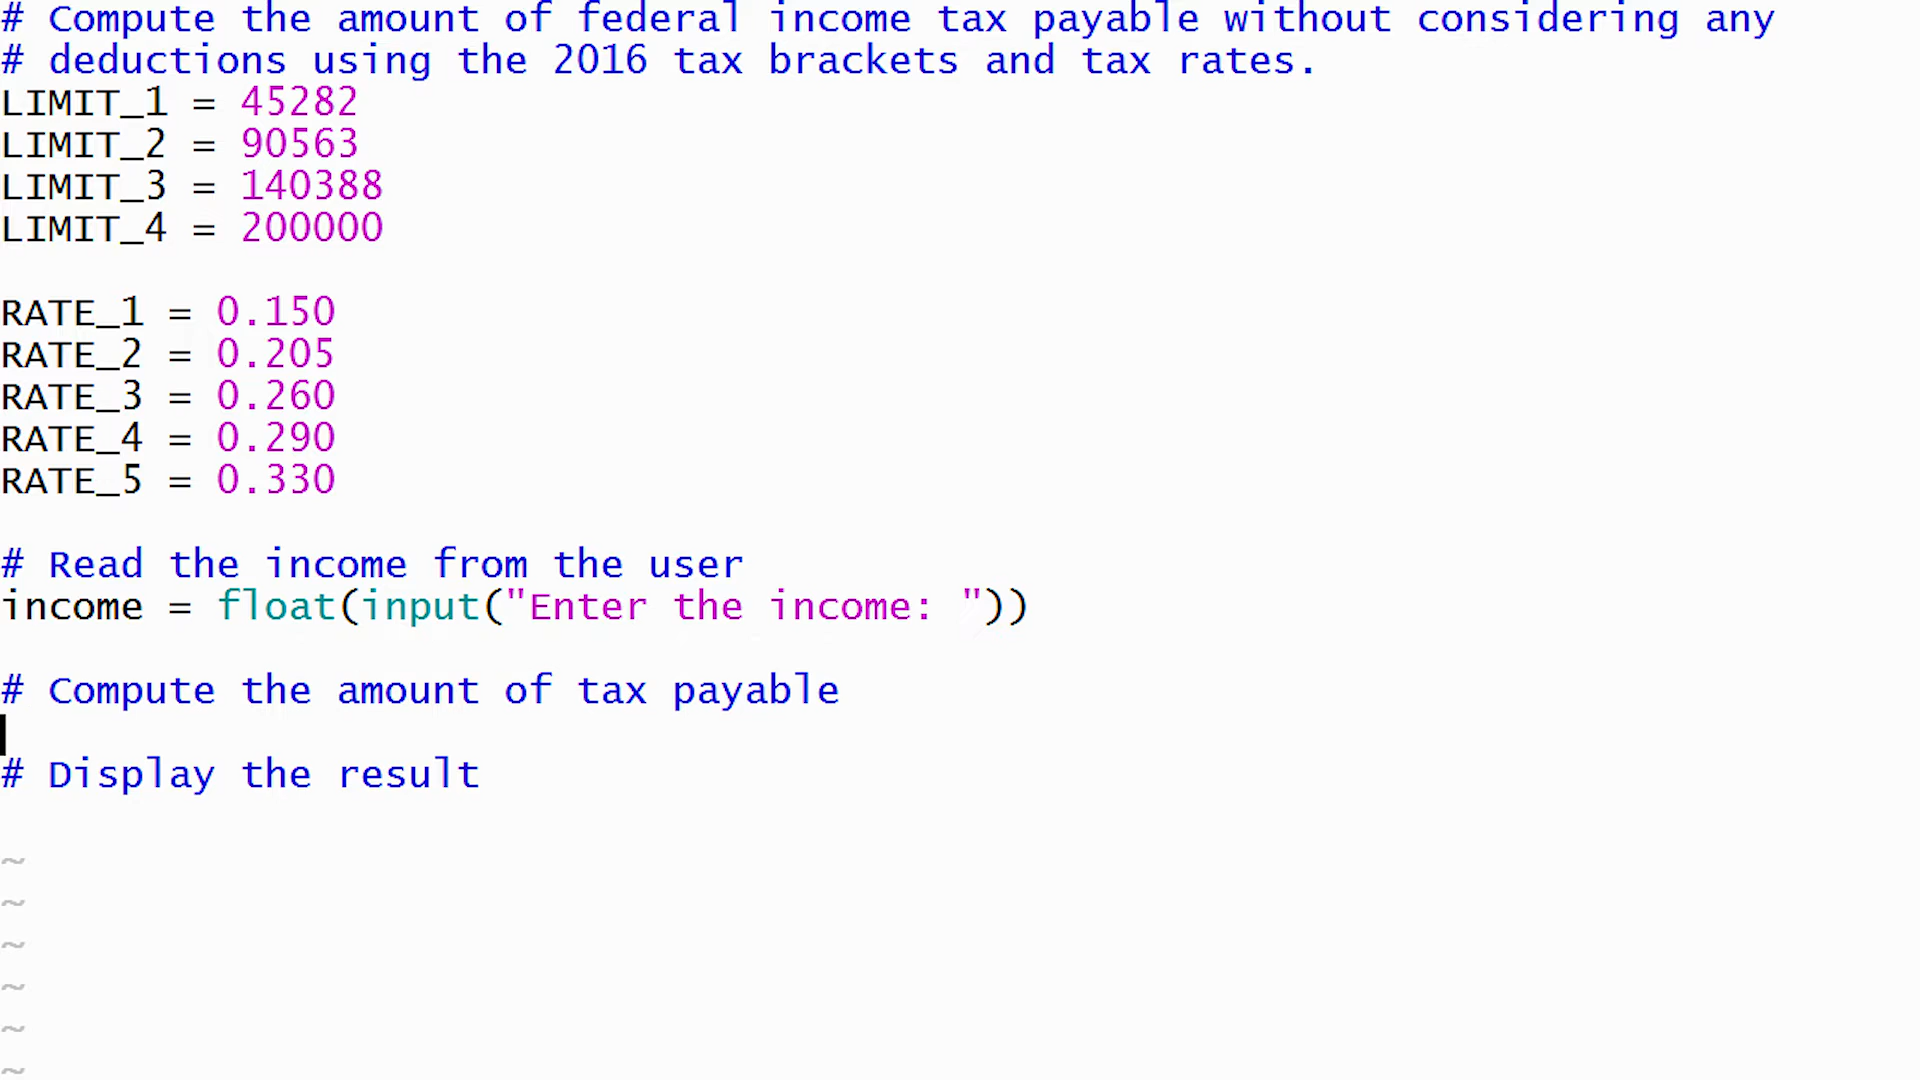 # Compute the amount of federal income tax payable without considering any
# deductions using the 2016 tax brackets and tax rates.
LIMIT_1 = 45282
LIMIT_2 = 90563
LIMIT_3 = 140388
LIMIT_4 = 200000
RATE_1 = 0.150
RATE_2 = 0.205
RATE_3 = 0.260
RATE_4 = 0.290
RATE_5 = 0.330
# Read the income from the user
income = float(input("Enter the income: "))
# Compute the amount of tax payable
# Display the result
~
~
~
~
~
~